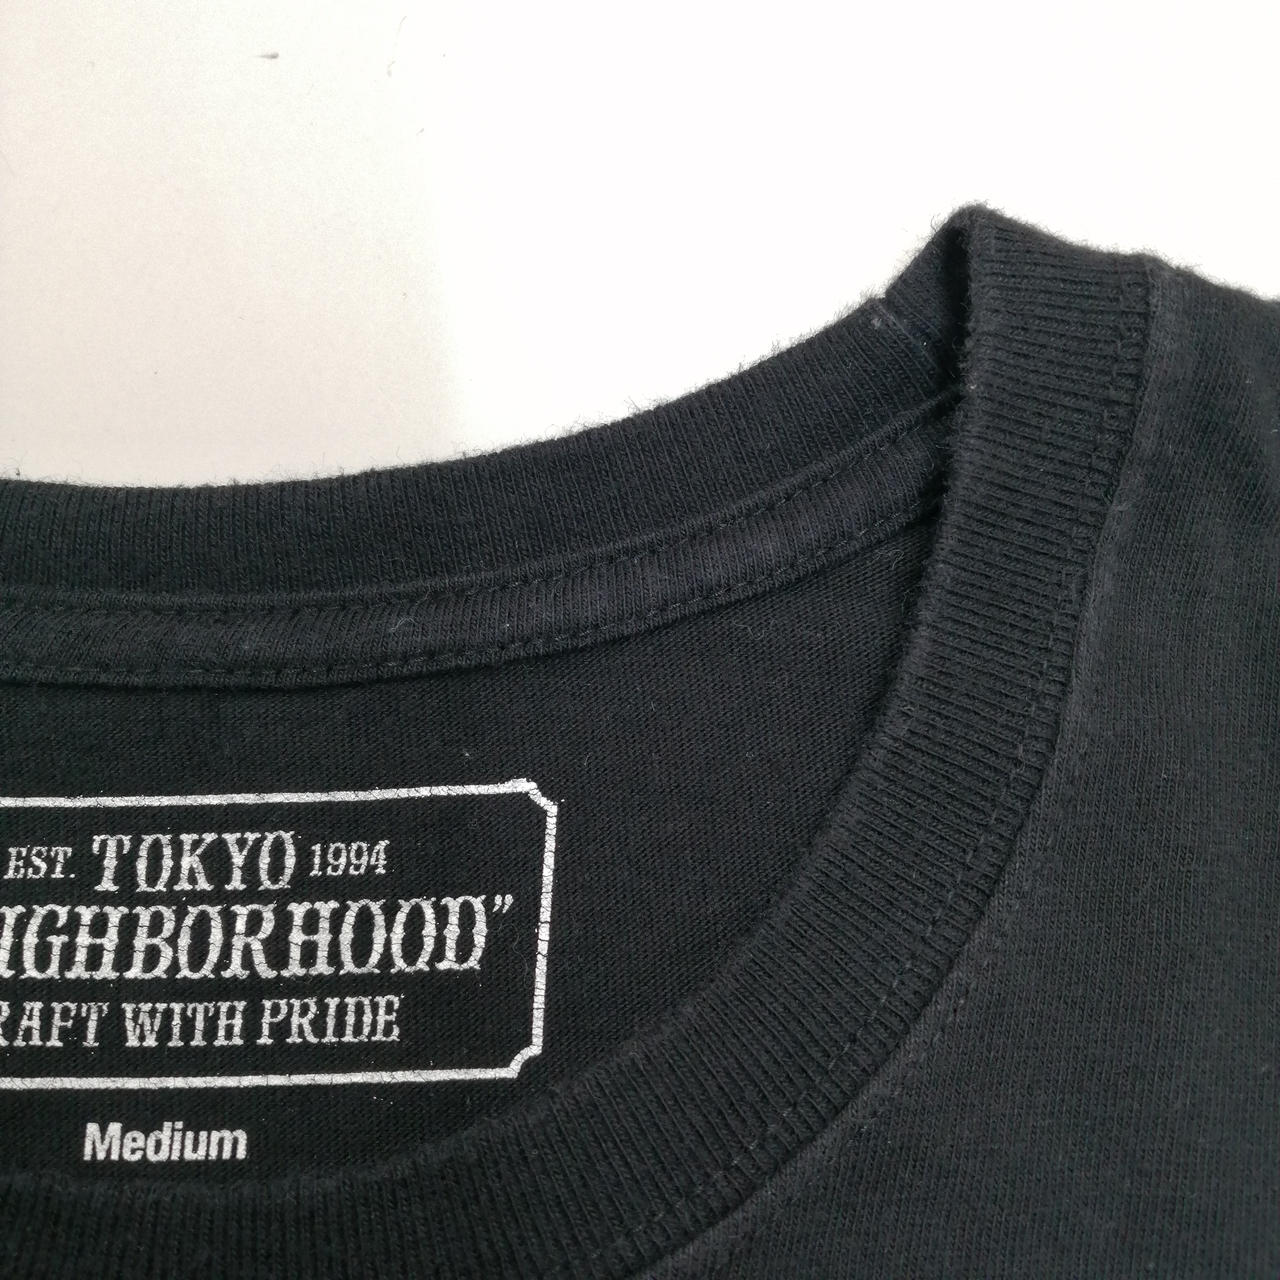 EST. TOKYO 1994
IGHBORHOOD”
RAFT WITH PRIDE
Medium